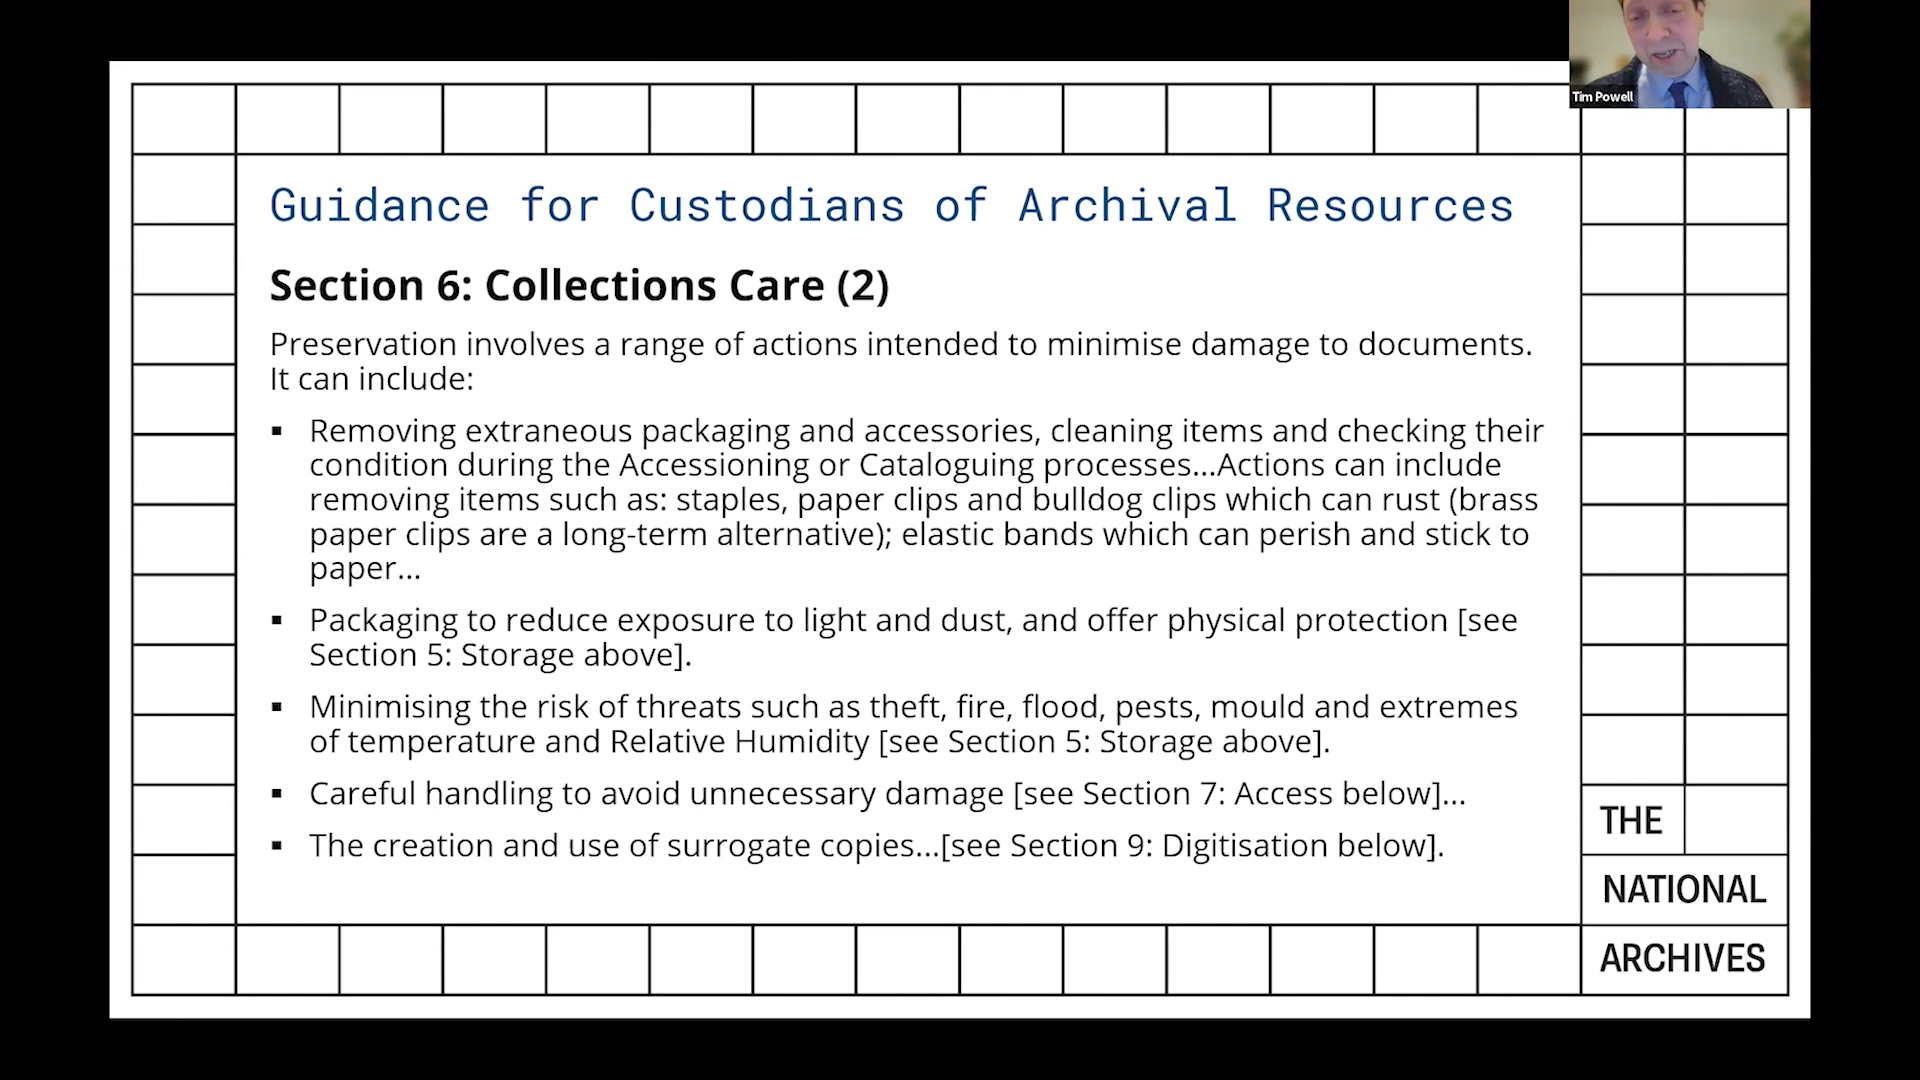 Tim Powell
Guidance for Custodians of Archival Resources
Section 6: Collections Care (2)
Preservation involves a range of actions intended to minimise damage to documents.
It can include:
▪ Removing extraneous packaging and accessories, cleaning items and checking their
condition during the Accessioning or Cataloguing processes...Actions can include
removing items such as: staples, paper clips and bulldog clips which can rust (brass
paper clips are a long-term alternative); elastic bands which can perish and stick to
paper...
▪ Packaging to reduce exposure to light and dust, and offer physical protection [see
Section 5: Storage above].
▪ Minimising the risk of threats such as theft, fire, flood, pests, mould and extremes
of temperature and Relative Humidity [see Section 5: Storage above].
▪ Careful handling to avoid unnecessary damage [see Section 7: Access below]...
▪ The creation and use of surrogate copies...[see Section 9: Digitisation below].
THE
NATIONAL
ARCHIVES